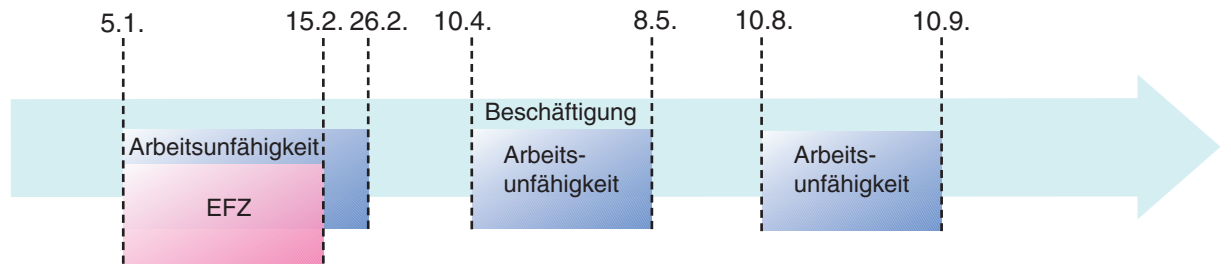 5.1. 15.2. 26.2. 10.4. 8.5. 10.8. 10.9.
Beschäftigung
Arbeitsunfähigkeit
EFZ
Arbeits-
unfähigkeit
Arbeits-
unfähigkeit